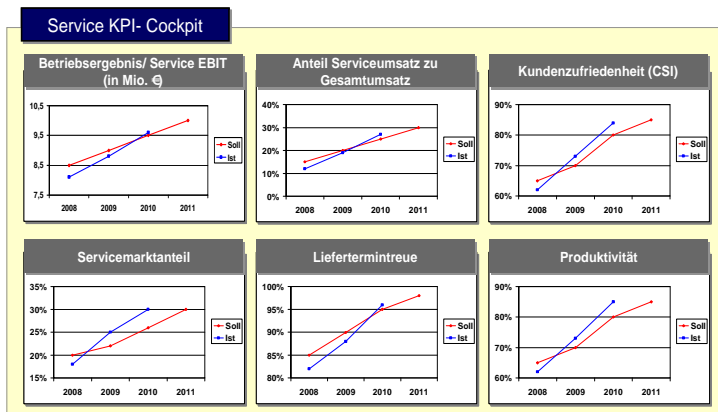 Service KPI- Cockpit
Betriebsergebnis/ Service EBIT
(in Mio. €)
10,5
9,5
8,5
7,5
2008 2009 2010 2011
Soll
Ist
Anteil Serviceumsatz zu
Gesamtumsatz
40%
30%
20%
10%
0%
2008 2009 2010 2011
Soll
Ist
Kundenzufriedenheit (CSI)
90%
80%
70%
60%
2008 2009 2010 2011
Soll
Ist
Servicemarktanteil
35%
30%
25%
20%
15%
2008 2009 2010 2011
Soll
Ist
Liefertermintreue
100%
95%
90%
85%
80%
2008 2009 2010 2011
Soll
Ist
Produktivität
90%
80%
70%
60%
2008 2009 2010 2011
Soll
Ist